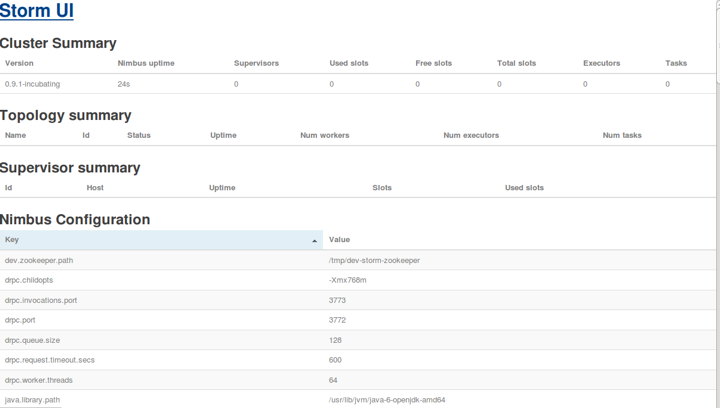 Storm UI
Cluster Summary
Version Nimbus uptime Supervisors Used slots Free slots Total slots Executors Tasks
0.9.1-incubating 24s 0 0 0 0 0 0
Topology summary
Name Id Status Uptime Num workers Num executors Num tasks
Supervisor summary
Id Host Uptime Slots Used slots
Nimbus Configuration
Key Value
dev.zookeeper.path /tmp/dev-storm-zookeeper
drpc.childopts -Xmx768m
drpc.invocations.port 3773
drpc.port 3772
drpc.queue.size 128
drpc.request.timeout.secs 600
drpc.worker.threads 64
java.library.path /usr/lib/jvm/java-6-openjdk-amd64